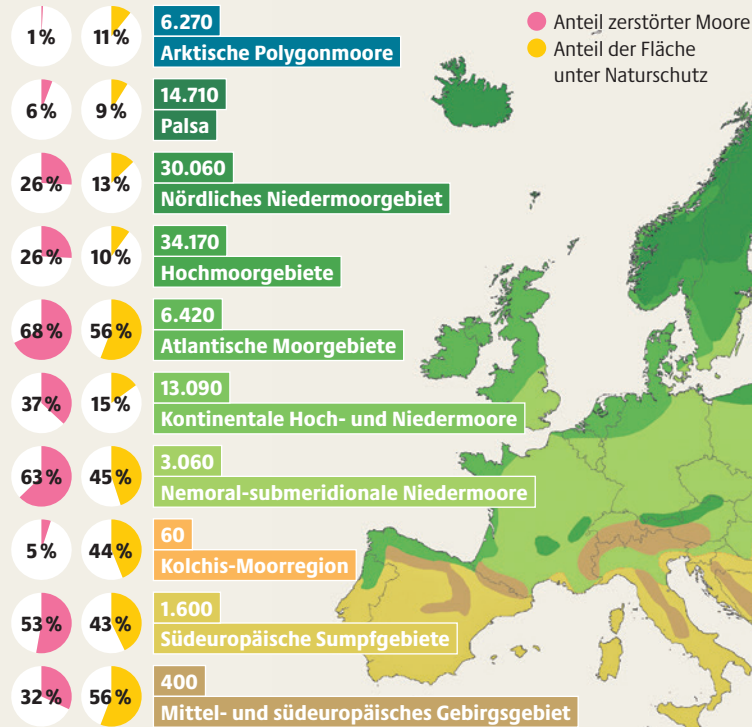 Anteil zerstörter Moore
Anteil der Fläche
unter Naturschutz
1 %
11 %
6.270
Arktische Polygonmoore
6 %
9 %
14.710
Palsa
26 %
13 %
30.060
Nördliches Niedermoorgebiet
26 %
10 %
34.170
Hochmoorgebiete
68 %
56 %
6.420
Atlantische Moorgebiete
37 %
15 %
13.090
Kontinentale Hoch- und Niedermoore
63 %
45 %
3.060
Nemoral-submeridionale Niedermoore
5 %
44 %
60
Kolchis-Moorregion
53 %
43 %
1.600
Südeuropäische Sumpfgebiete
32 %
56 %
400
Mittel- und südeuropäisches Gebirgsgebiet